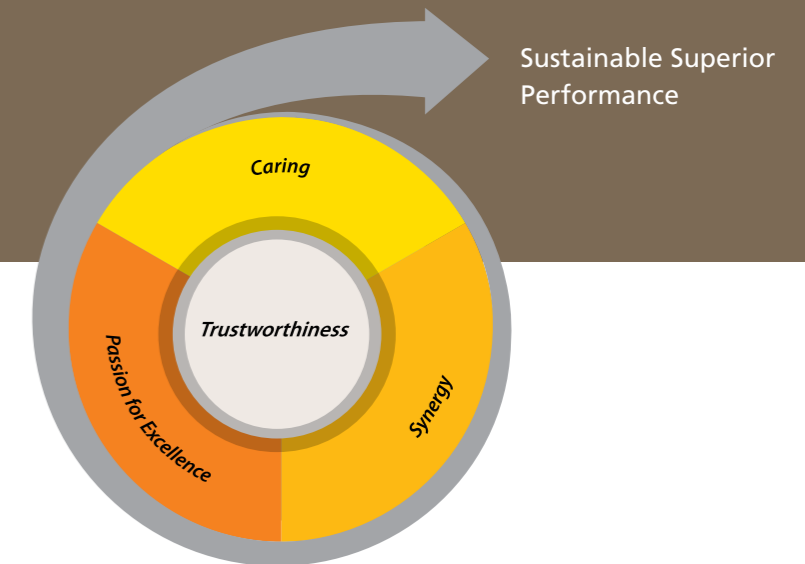 Sustainable Superior
Performance
Caring
Trustworthiness
Passion for Excellence
Synergy